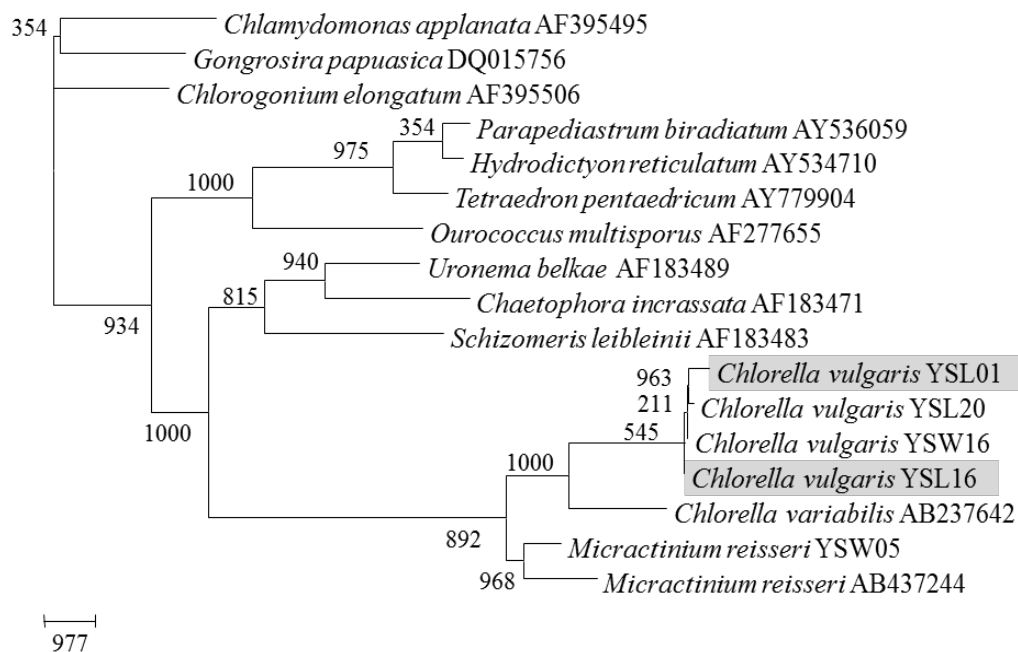 354
Chlamydomonas applanata AF395495
Gongrosira papuasica DQ015756
Chlorogonium elongatum AF395506
354
Parapediastrum biradiatum AY536059
975
Hydrodictyon reticulatum AY534710
1000
Tetraedron pentaedricum AY779904
Ourococcus multisporus AF277655
940
Uronema belkae AF183489
815
Chaetophora incrassata AF183471
934
Schizomeris leibleinii AF183483
963
Chlorella vulgaris YSL01
211
Chlorella vulgaris YSL20
545
Chlorella vulgaris YSW16
1000
1000
Chlorella vulgaris YSL16
Chlorella variabilis AB237642
892
Micractinium reisseri YSW05
968
Micractinium reisseri AB437244
977